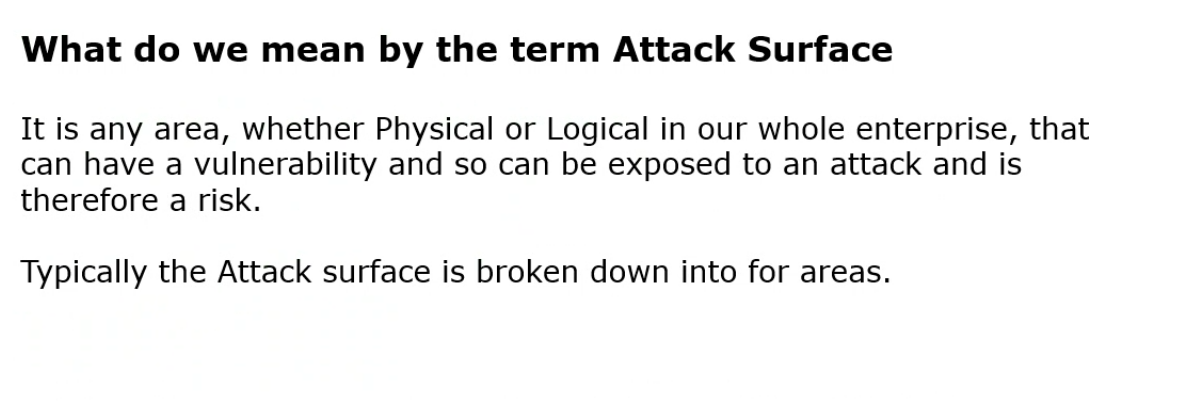 What do we mean by the term Attack Surface
It is any area, whether Physical or Logical in our whole enterprise, that
can have a vulnerability and so can be exposed to an attack and is
therefore a risk.
Typically the Attack surface is broken down into for areas.